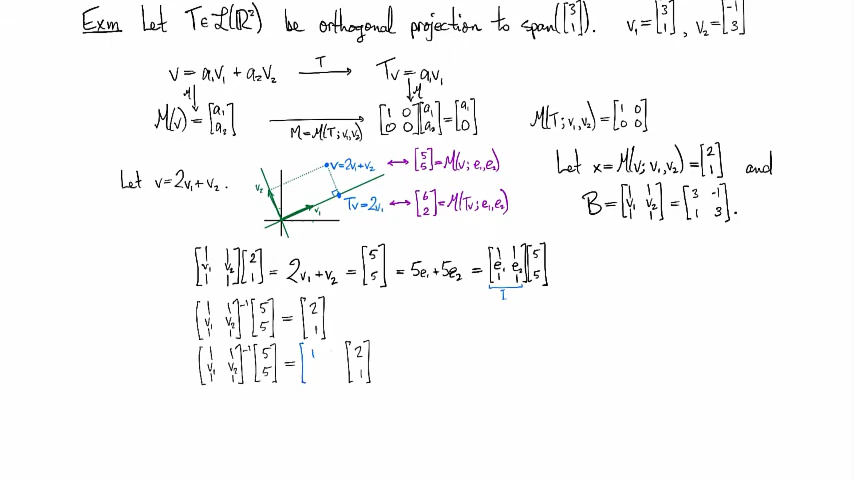 Exm Let T∈ℒ(ℝ²) be orthogonal projection to span([3 1]). v₁=[3 1], v₂=[-1 3]
v = a₁v₁ + a₂v₂ —T→ Tv = a₁v₁
M↓ ↓M
M(v) = [a₁ a₂] —M=M(T;v₁,v₂)→ [1 0; 0 0][a₁ a₂] = [a₁ 0] M(T;v₁,v₂) = [1 0; 0 0]
Let v=2v₁+v₂. v₂ v₁ v=2v₁+v₂ ↔ [5 5] = M(v; e₁,e₂) Let x = M(v; v₁,v₂) = [2 1] and
Tv=2v₁ ↔ [6 2] = M(Tv; e₁,e₂) B = [v₁ v₂] = [3 -1; 1 3].
[v₁ v₂][2 1] = 2v₁+v₂ = [5 5] = 5e₁+5e₂ = [e₁ e₂][5 5]
I
[v₁ v₂]⁻¹[5 5] = [2 1]
[v₁ v₂]⁻¹[5 5] = [1 [2 1]